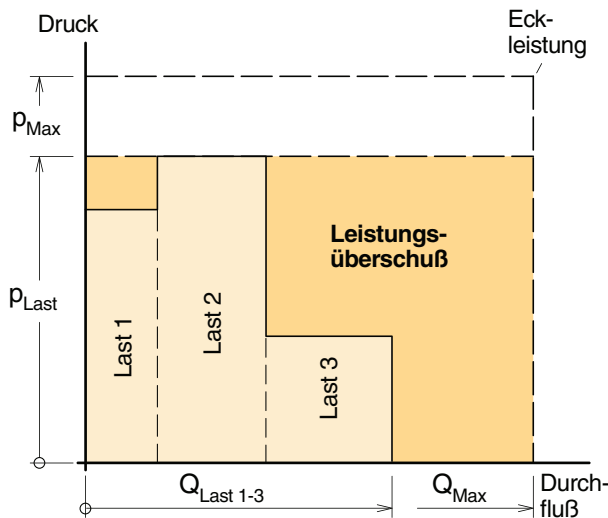 Druck
Eck-
leistung
pMax
Leistungs-
überschuß
pLast
Last 1
Last 2
Last 3
QLast 1-3
QMax
Durch-
fluß